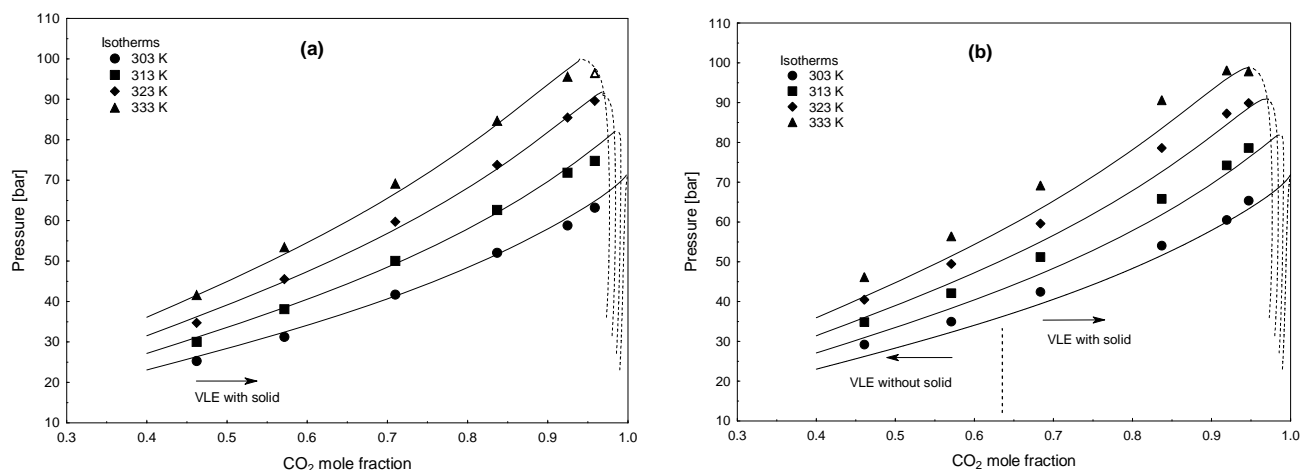 110
100
90
80
70
60
50
40
30
20
10
Pressure [bar]
(a)
Isotherms
303 K
313 K
323 K
333 K
VLE with solid
0.3 0.4 0.5 0.6 0.7 0.8 0.9 1.0
CO2 mole fraction
110
100
90
80
70
60
50
40
30
20
10
Pressure [bar]
(b)
Isotherms
303 K
313 K
323 K
333 K
VLE with solid
VLE without solid
0.3 0.4 0.5 0.6 0.7 0.8 0.9 1.0
CO2 mole fraction